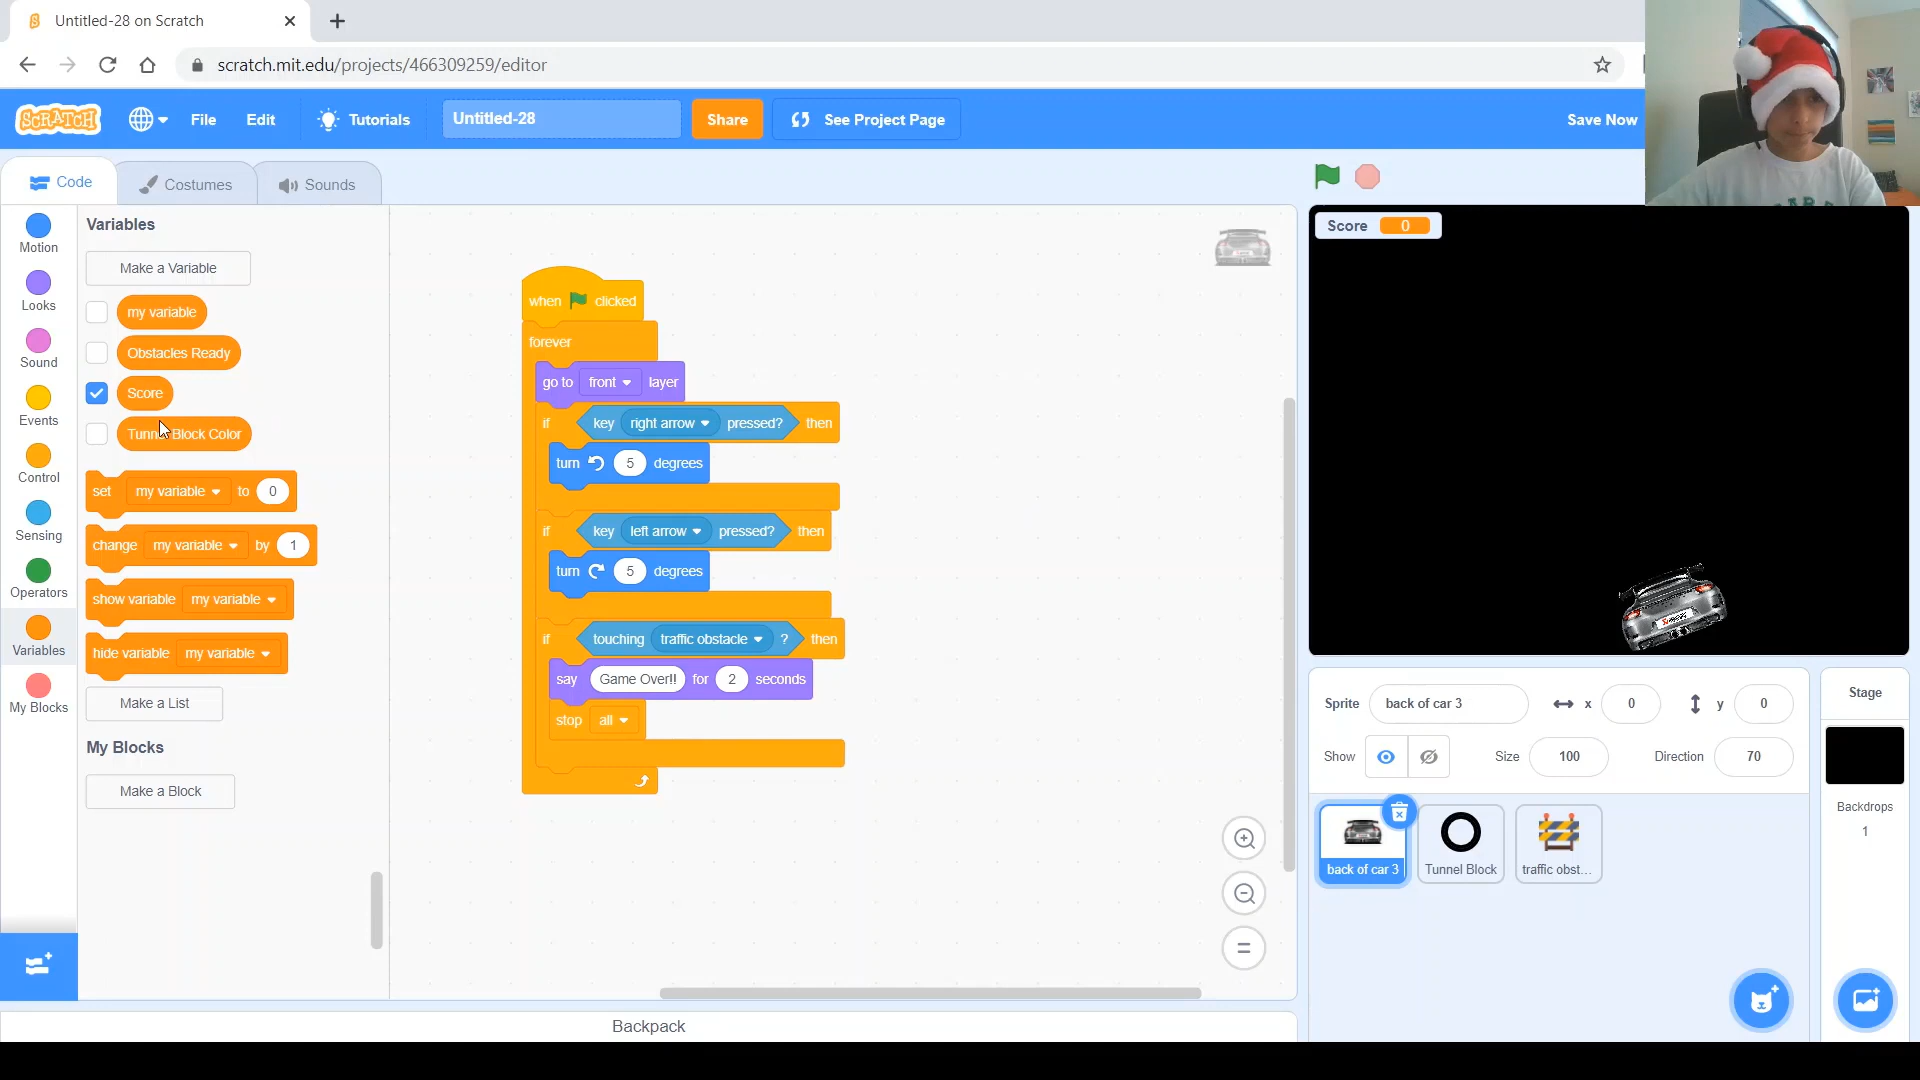 Untitled-28 on Scratch
scratch.mit.edu/projects/466309259/editor
SCRATCH
File
Edit
Tutorials
Untitled-28
Share
See Project Page
Save Now
Code
Costumes
Sounds
Motion
Looks
Sound
Events
Control
Sensing
Operators
Variables
My Blocks
Variables
Make a Variable
my variable
Obstacles Ready
Score
Tunnel Block Color
set my variable to 0
change my variable by 1
show variable my variable
hide variable my variable
Make a List
My Blocks
Make a Block
when clicked
forever
go to front layer
if key right arrow pressed? then
turn 5 degrees
if key left arrow pressed? then
turn 5 degrees
if touching traffic obstacle ? then
say Game Over!! for 2 seconds
stop all
Score 0
Sprite back of car 3 x 0 y 0
Show Size 100 Direction 70
back of car 3
Tunnel Block
traffic obst...
Stage
Backdrops
1
Backpack